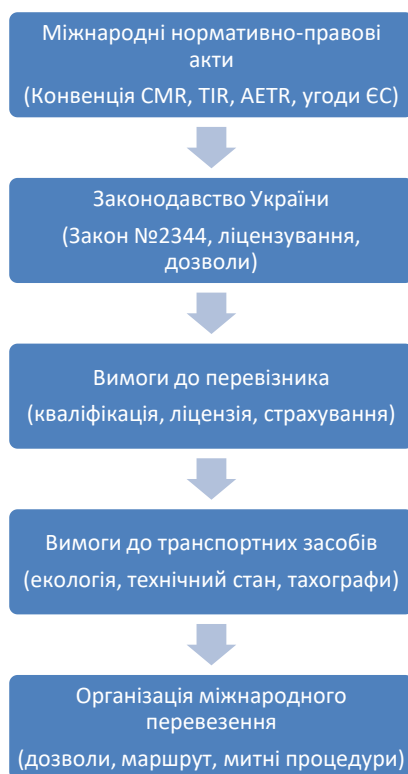 Міжнародні нормативно-правові
акти
(Конвенція CMR, TIR, AETR, угоди ЄС)
Законодавство України
(Закон №2344, ліцензування,
дозволи)
Вимоги до перевізника
(кваліфікація, ліцензія, страхування)
Вимоги до транспортних засобів
(екологія, технічний стан, тахографи)
Організація міжнародного
перевезення
(дозволи, маршрут, митні процедури)